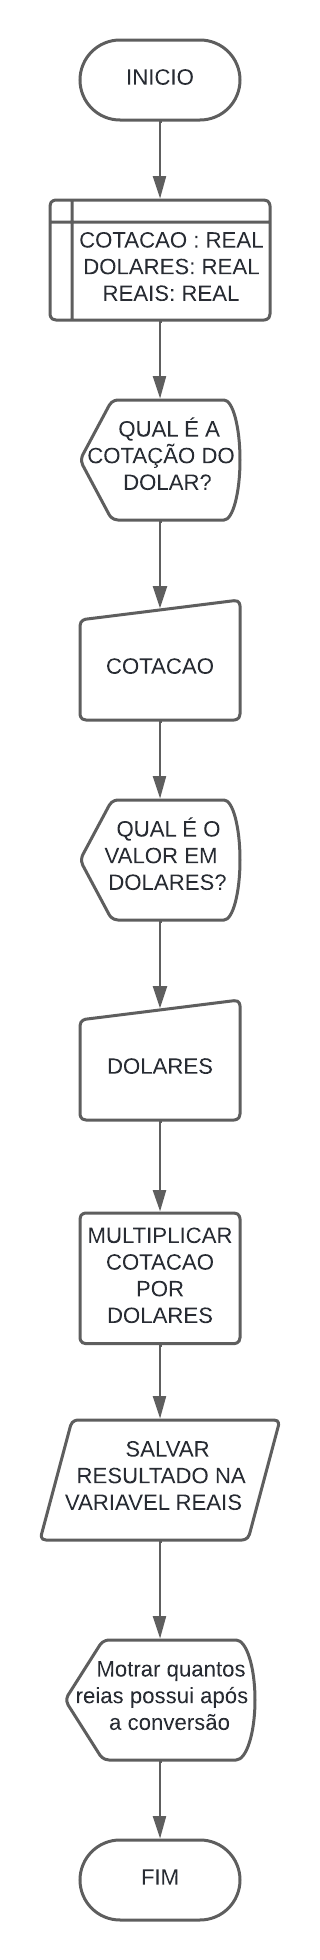 INICIO
COTACAO : REAL
DOLARES: REAL
REAIS: REAL
QUAL É A
COTAÇÃO DO
DOLAR?
COTACAO
QUAL É O
VALOR EM
DOLARES?
DOLARES
MULTIPLICAR
COTACAO
POR
DOLARES
SALVAR
RESULTADO NA
VARIAVEL REAIS
Motrar quantos
reias possui após
a conversão
FIM